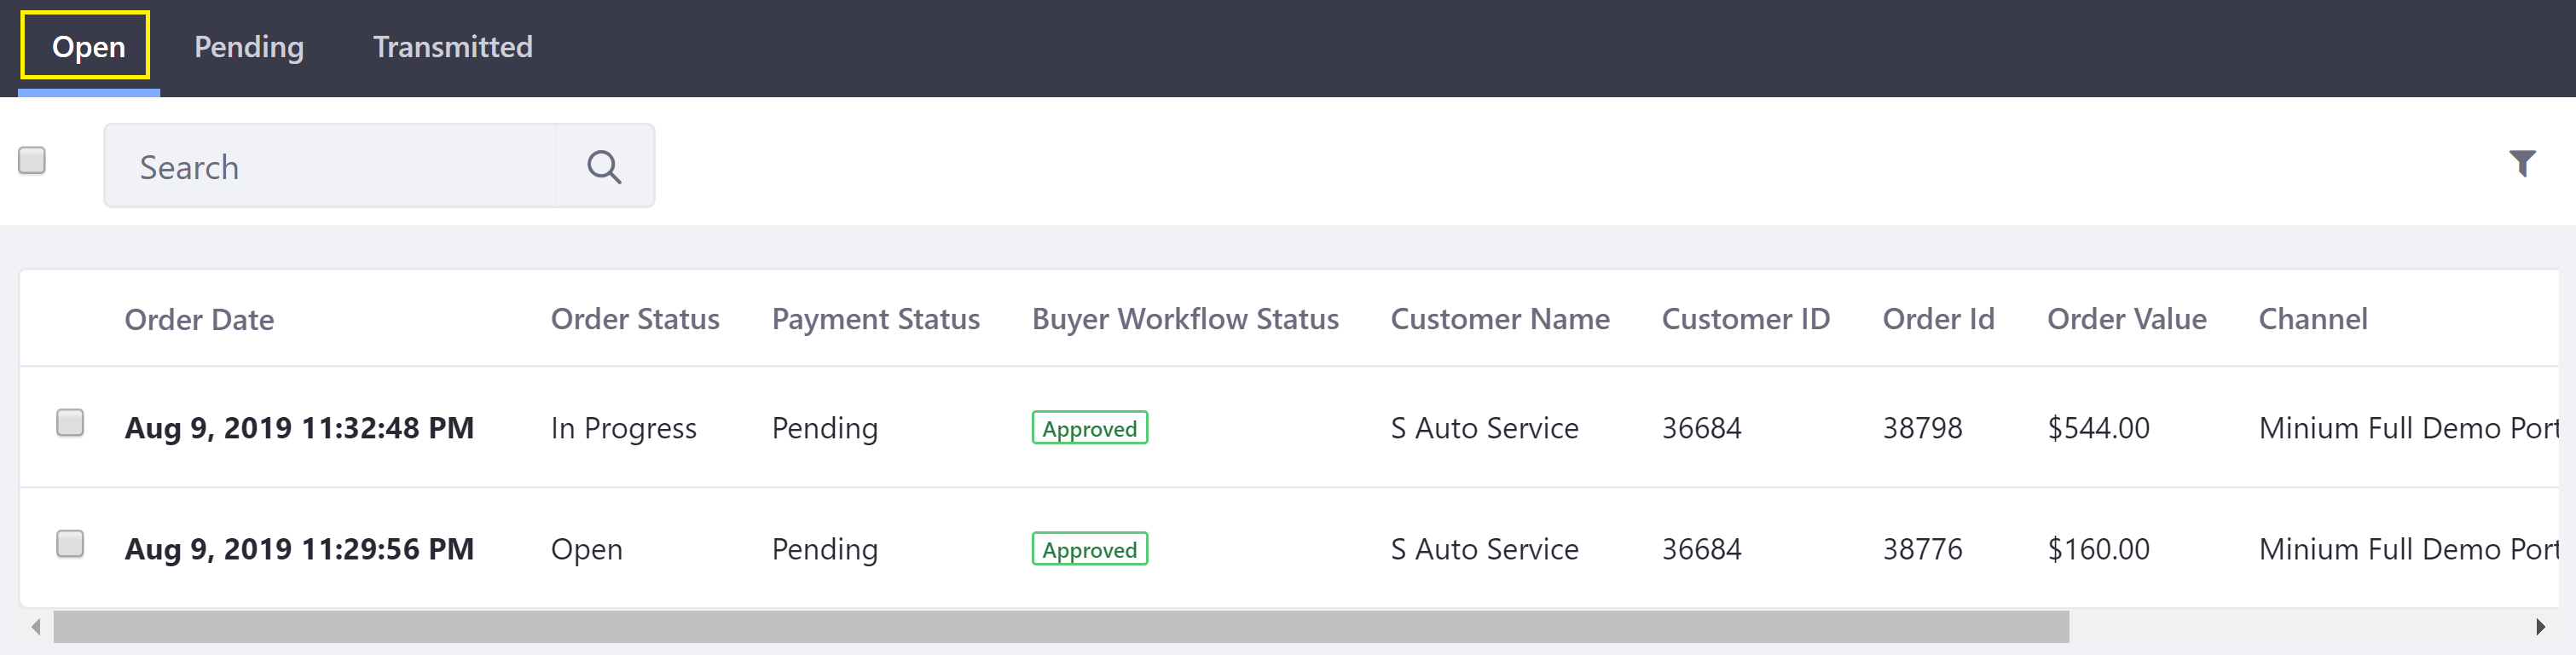 Open Pending Transmitted
Search
Order Date Order Status Payment Status Buyer Workflow Status Customer Name Customer ID Order Id Order Value Channel
Aug 9, 2019 11:32:48 PM In Progress Pending Approved S Auto Service 36684 38798 $544.00 Minium Full Demo Port
Aug 9, 2019 11:29:56 PM Open Pending Approved S Auto Service 36684 38776 $160.00 Minium Full Demo Port